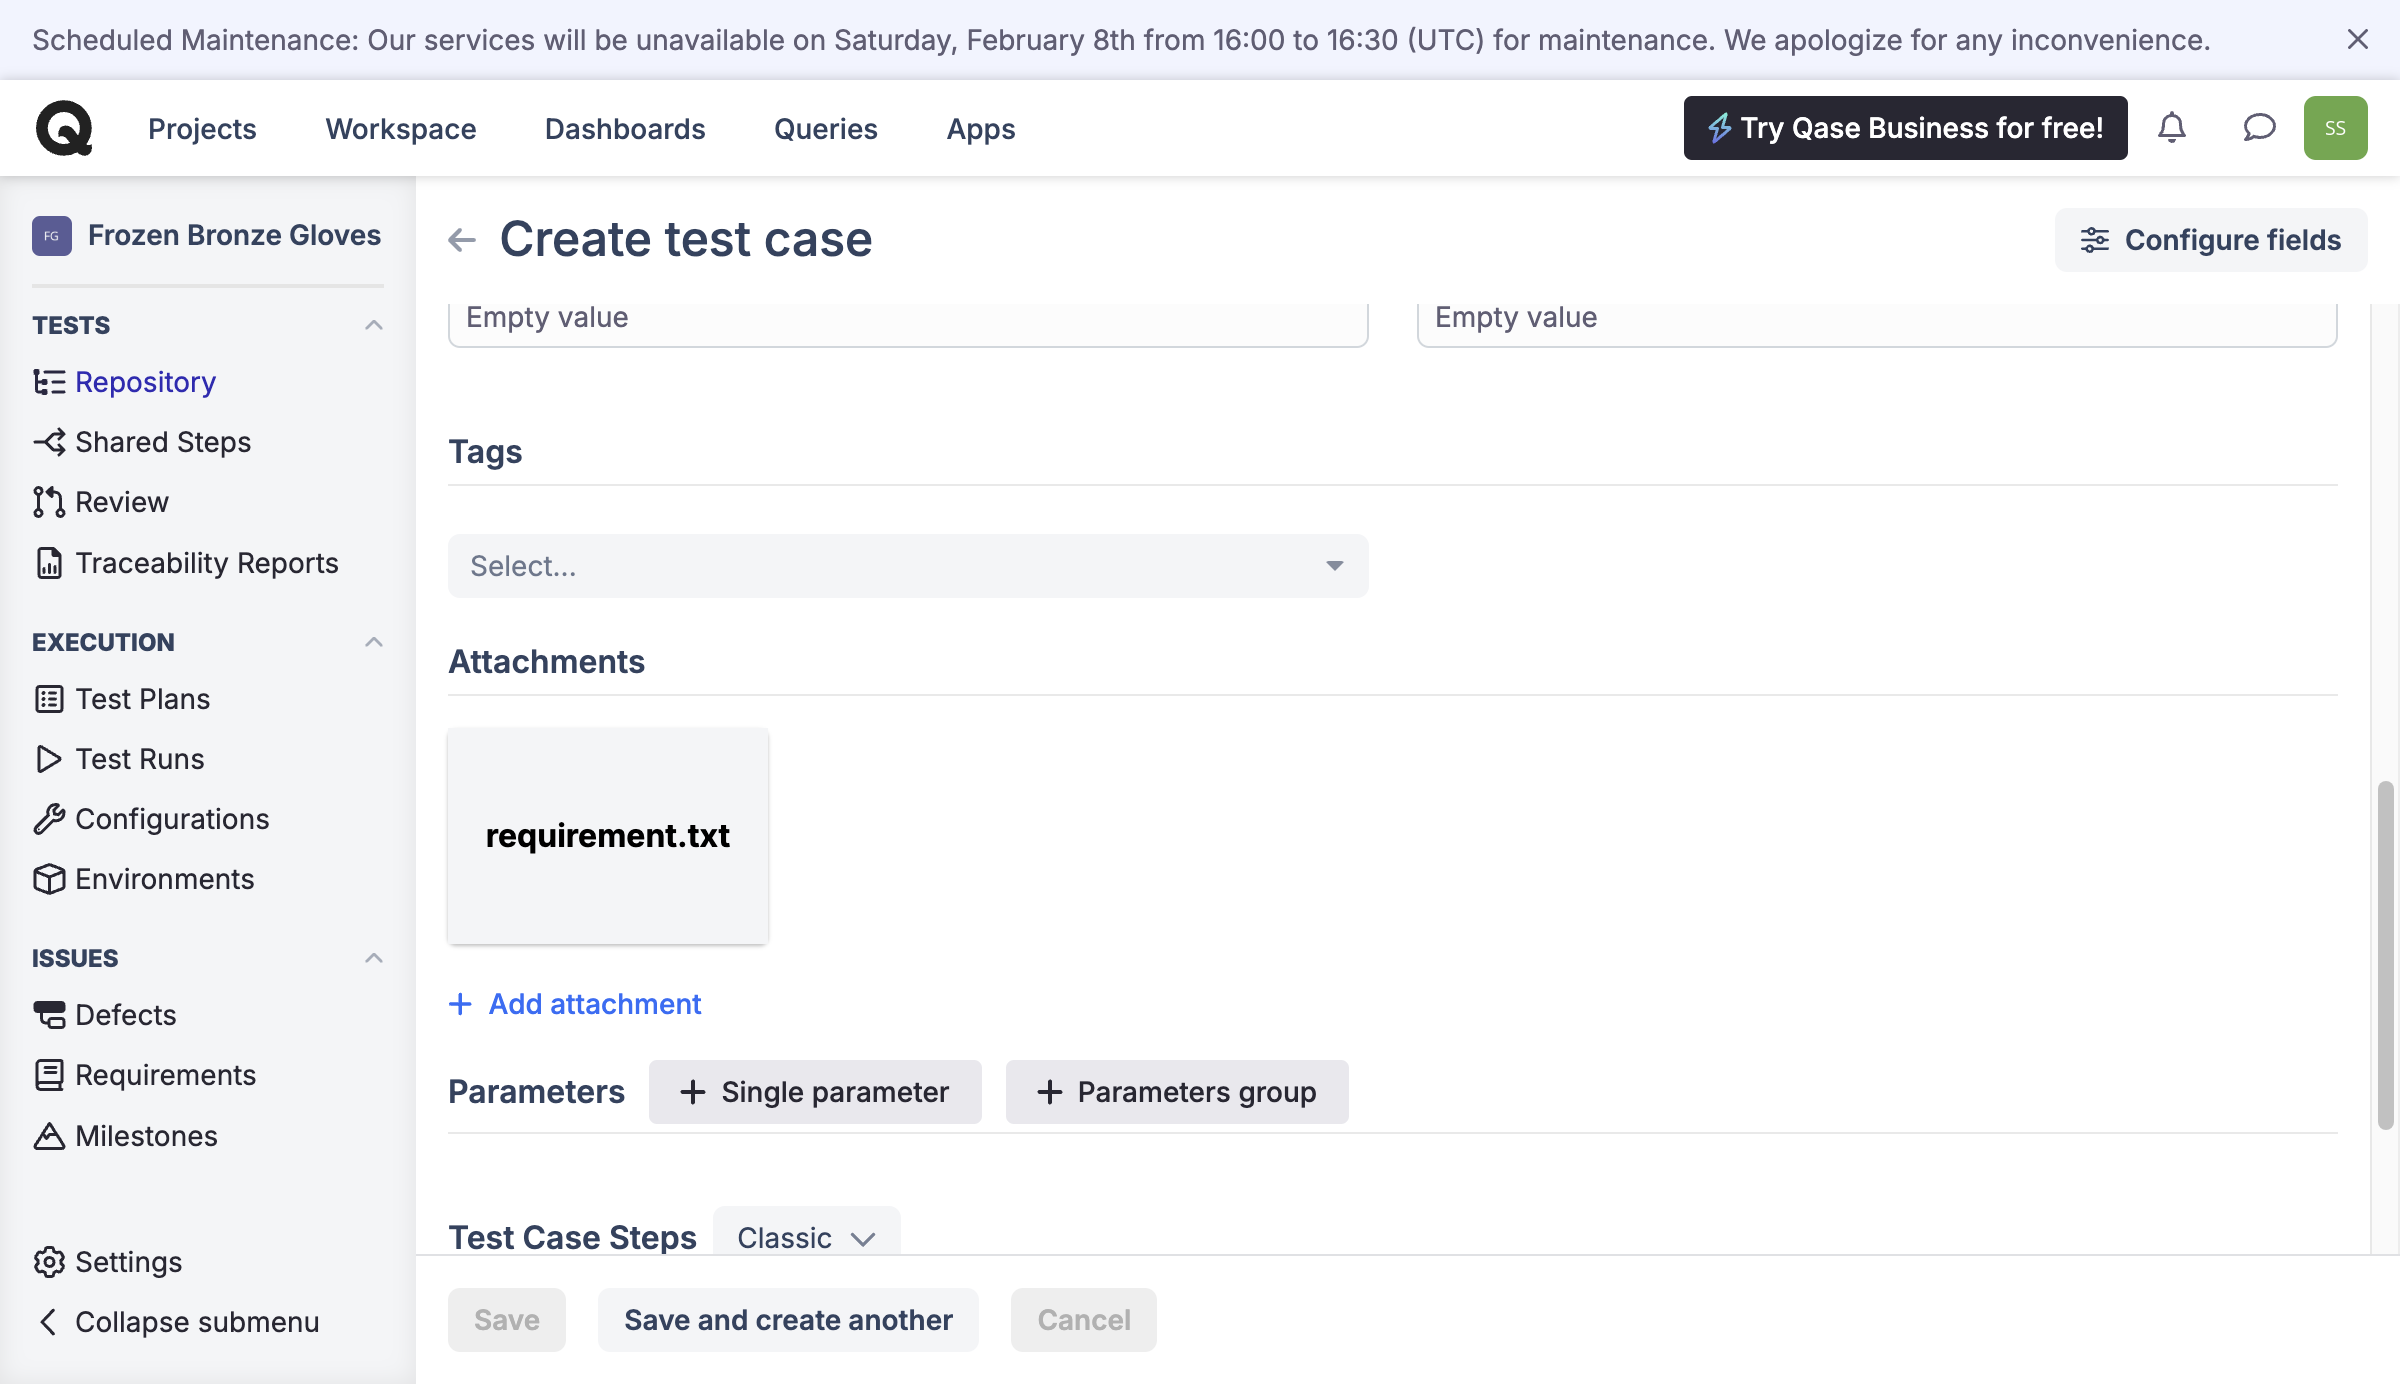 Scheduled Maintenance: Our services will be unavailable on Saturday, February 8th from 16:00 to 16:30 (UTC) for maintenance. We apologize for any inconvenience.
Projects
Workspace
Dashboards
Queries
Apps
Try Qase Business for free!
SS
FG
Frozen Bronze Gloves
TESTS
Repository
Shared Steps
Review
Traceability Reports
EXECUTION
Test Plans
Test Runs
Configurations
Environments
ISSUES
Defects
Requirements
Milestones
Settings
Collapse submenu
Create test case
Configure fields
Empty value
Empty value
Tags
Select...
Attachments
requirement.txt
Add attachment
Parameters
Single parameter
Parameters group
Test Case Steps
Classic
Save
Save and create another
Cancel